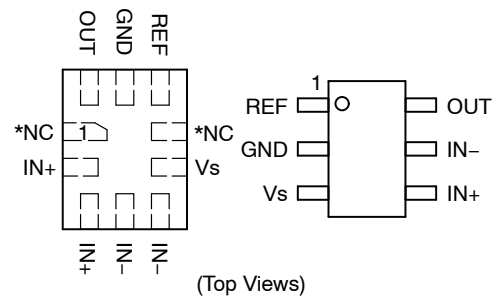 OUT GND REF
*NC 1 *NC
IN+ Vs
IN+ IN− IN−
1
REF OUT
GND IN−
Vs IN+
(Top Views)